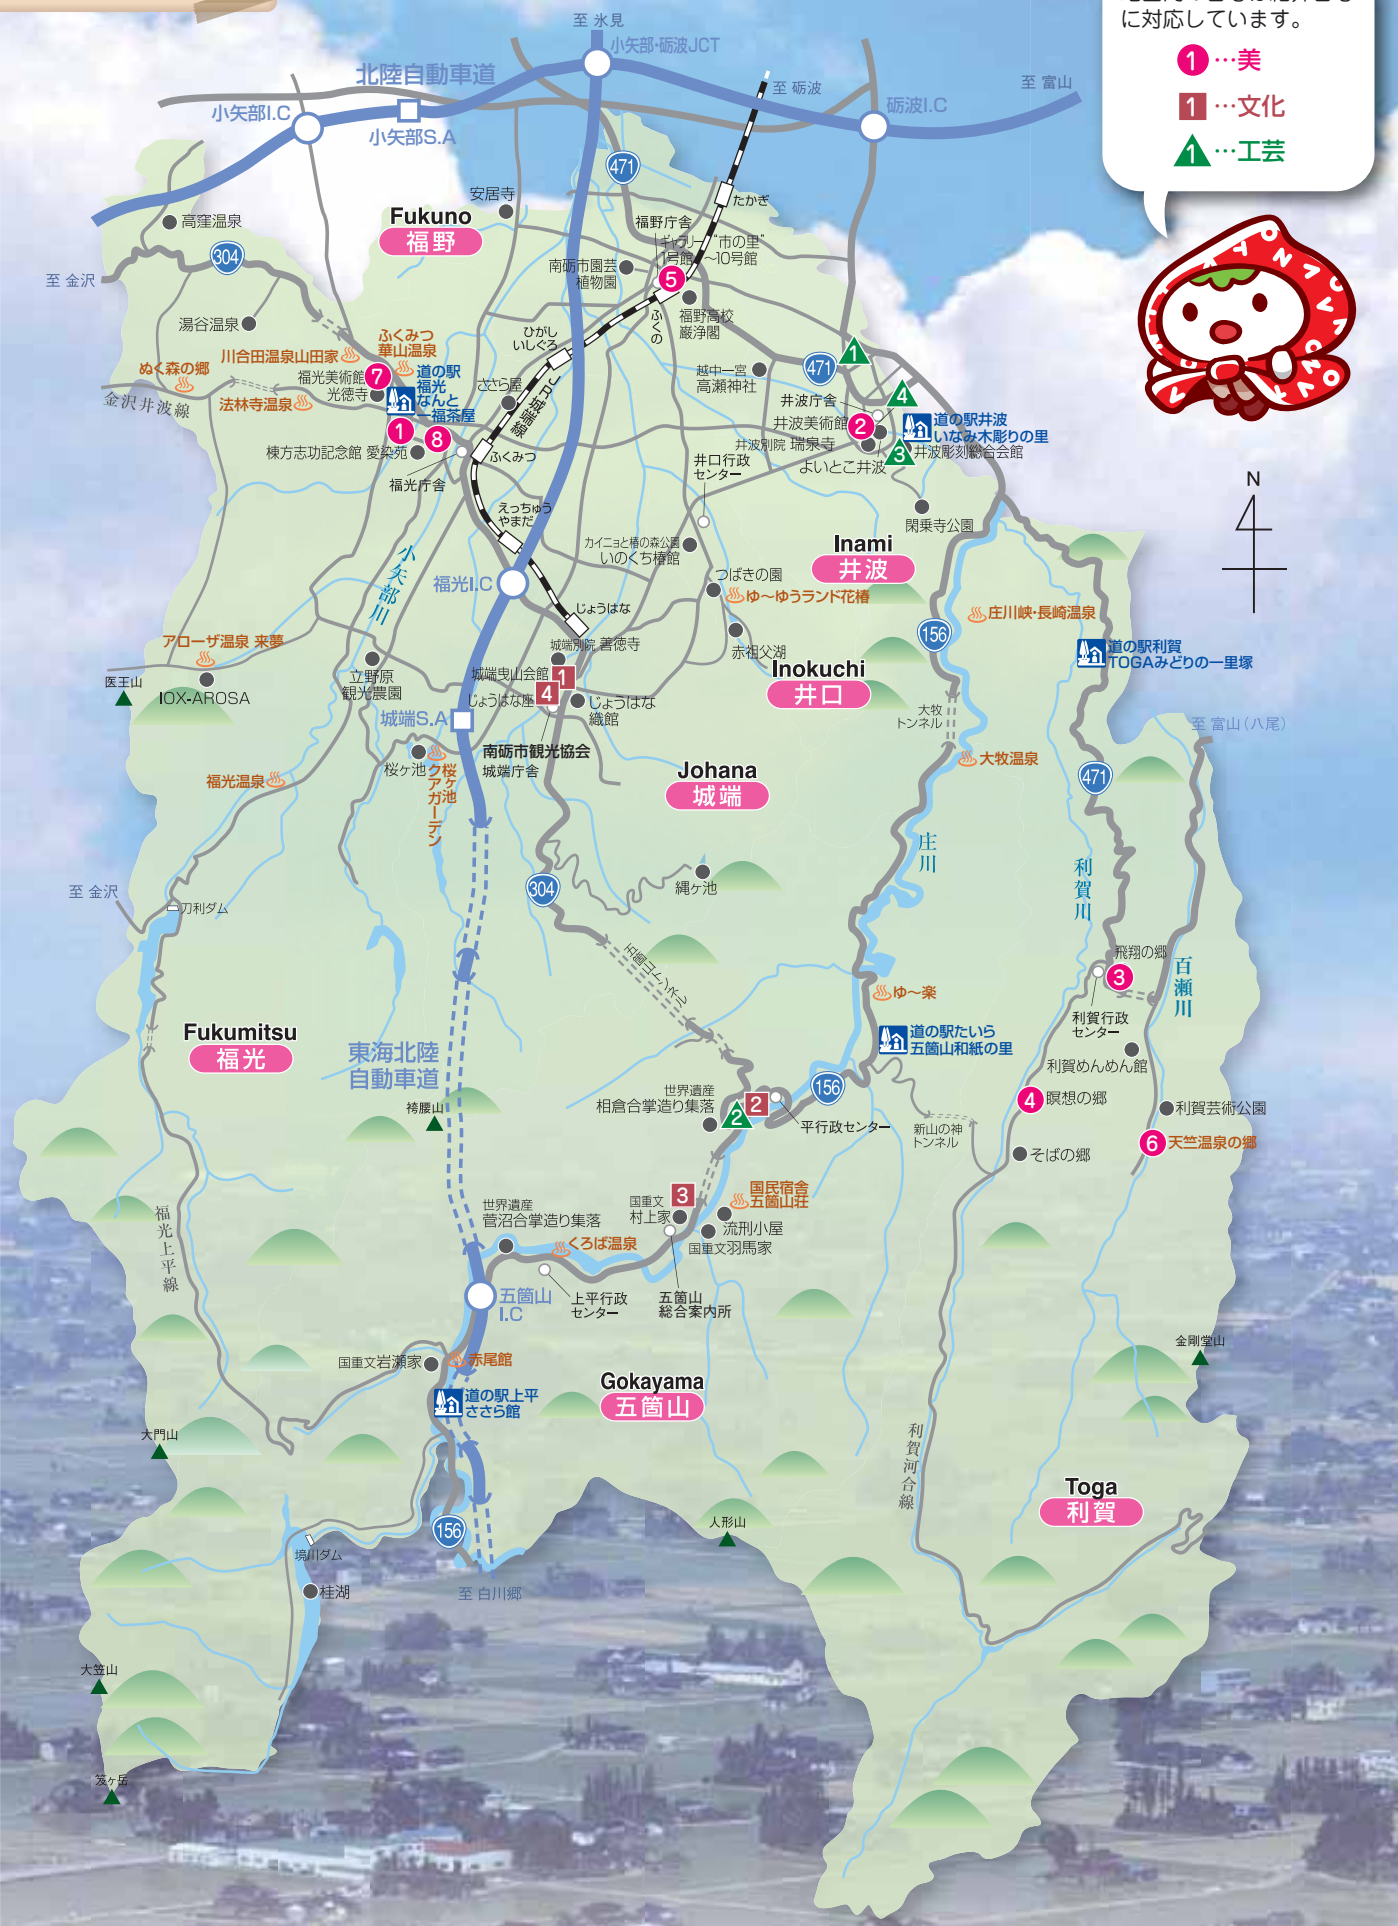 に対応しています。
1…美
1…文化
1…工芸
至 氷見
小矢部・砺波JCT
北陸自動車道
至 砺波
至 富山
小矢部I.C
砺波I.C
小矢部S.A
471
安居寺
たかぎ
高窪温泉
Fukuno
福野
福野庁舎
ギャラリー“市の里”
1号館～10号館
304
至 金沢
南砺市園芸
植物園
5
ふくの
福野高校
巌浄閣
湯谷温泉
ひがし
いしぐろ
ふくみつ
華山温泉
川合田温泉山田家
ぬく森の郷
福光美術館
7
光徳寺
道の駅
福光
なんと
一福茶屋
ささら屋
JR城端線
越中一宮
高瀬神社
471
1
4
金沢井波線
法林寺温泉
1
8
井波庁舎
井波美術館
2
道の駅井波
いなみ木彫りの里
棟方志功記念館 愛染苑
ふくみつ
井波別院 瑞泉寺
3
井波彫刻総合会館
よいとこ井波
井口行政
センター
福光庁舎
えっちゅう
やまだ
閑乗寺公園
カイニョと椿の森公園
いのくち椿館
Inami
井波
小矢部川
福光I.C
つばきの園
ゆ～ゆうランド花椿
じょうはな
庄川峡・長崎温泉
156
赤祖父湖
道の駅利賀
TOGAみどりの一里塚
アローザ温泉 来夢
城端別院 善徳寺
Inokuchi
井口
医王山
IOX-AROSA
立野原
観光農園
城端曳山会館
1
じょうはな座
4
じょうはな
織館
城端S.A
大牧
トンネル
至 富山（八尾）
南砺市観光協会
城端庁舎
桜ヶ池
桜ヶ池
クアガーデン
大牧温泉
福光温泉
Johana
城端
471
庄川
利賀川
304
縄ヶ池
至 金沢
刀利ダム
五箇山トンネル
飛翔の郷
3
百瀬川
ゆ～楽
利賀行政
センター
Fukumitsu
福光
道の駅たいら
五箇山和紙の里
東海北陸
自動車道
利賀めんめん館
156
世界遺産
相倉合掌造り集落
2
2
4
瞑想の郷
袴腰山
平行政センター
利賀芸術公園
新山の神
トンネル
6
天竺温泉の郷
そばの郷
国民宿舎
五箇山荘
3
国重文
村上家
世界遺産
菅沼合掌造り集落
福光上平線
流刑小屋
くろば温泉
国重文羽馬家
五箇山
I.C
上平行政
センター
五箇山
総合案内所
金剛堂山
国重文岩瀬家
赤尾館
Gokayama
五箇山
道の駅上平
ささら館
大門山
利賀河合線
Toga
利賀
人形山
156
境川ダム
桂湖
至 白川郷
大笠山
笈ヶ岳
N